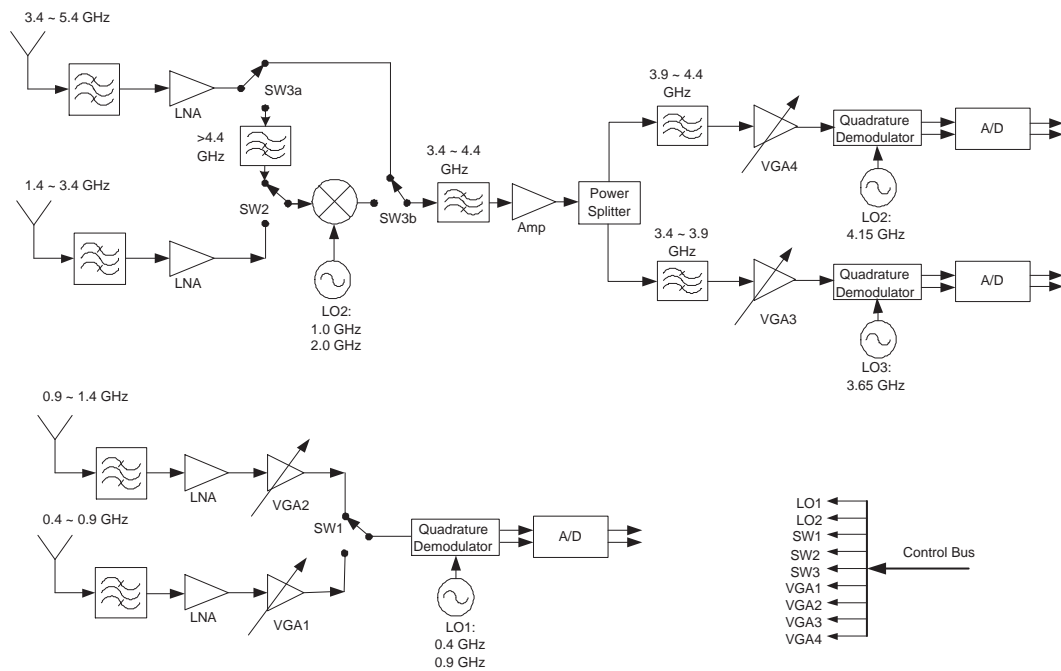 3.4 ~ 5.4 GHz
LNA
SW3a
>4.4
GHz
1.4 ~ 3.4 GHz
LNA
SW2
LO2:
1.0 GHz
2.0 GHz
SW3b
3.4 ~ 4.4
GHz
Amp
Power
Splitter
3.9 ~ 4.4
GHz
VGA4
Quadrature
Demodulator
A/D
LO2:
4.15 GHz
3.4 ~ 3.9
GHz
VGA3
Quadrature
Demodulator
A/D
LO3:
3.65 GHz
0.9 ~ 1.4 GHz
LNA
VGA2
0.4 ~ 0.9 GHz
LNA
VGA1
SW1
Quadrature
Demodulator
A/D
LO1:
0.4 GHz
0.9 GHz
LO1
LO2
SW1
SW2
SW3
VGA1
VGA2
VGA3
VGA4
Control Bus